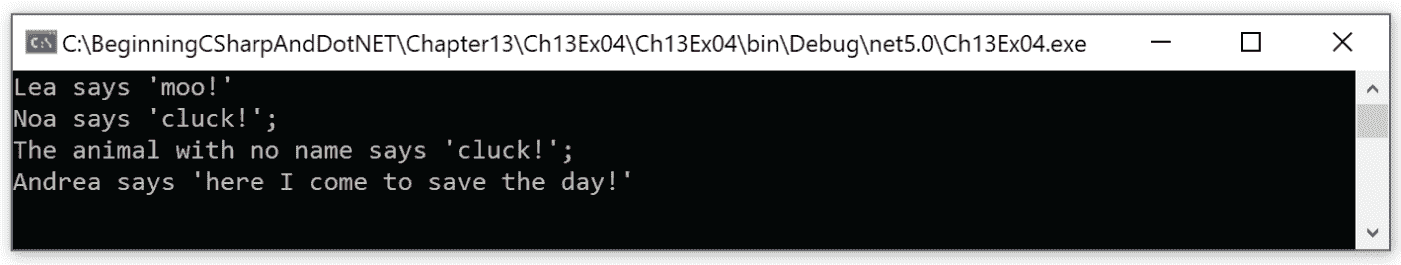 C:\BeginningCSharpAndDotNET\Chapter13\Ch13Ex04\Ch13Ex04\bin\Debug\net5.0\Ch13Ex04.exe
Lea says 'moo!'
Noa says 'cluck!';
The animal with no name says 'cluck!';
Andrea says 'here I come to save the day!'